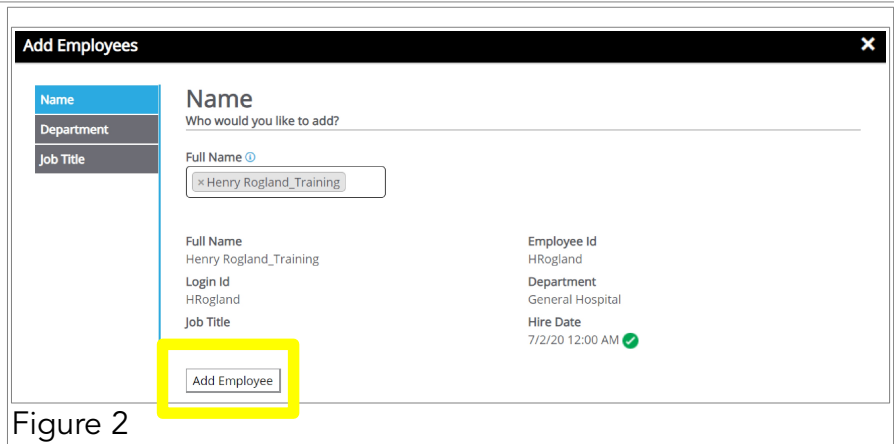 Add Employees ×
Name
Department
Job Title
Name
Who would you like to add?
Full Name ⓘ
× Henry Rogland_Training
Full Name
Henry Rogland_Training
Employee Id
HRogland
Login Id
HRogland
Department
General Hospital
Job Title
Hire Date
7/2/20 12:00 AM
Add Employee
Figure 2